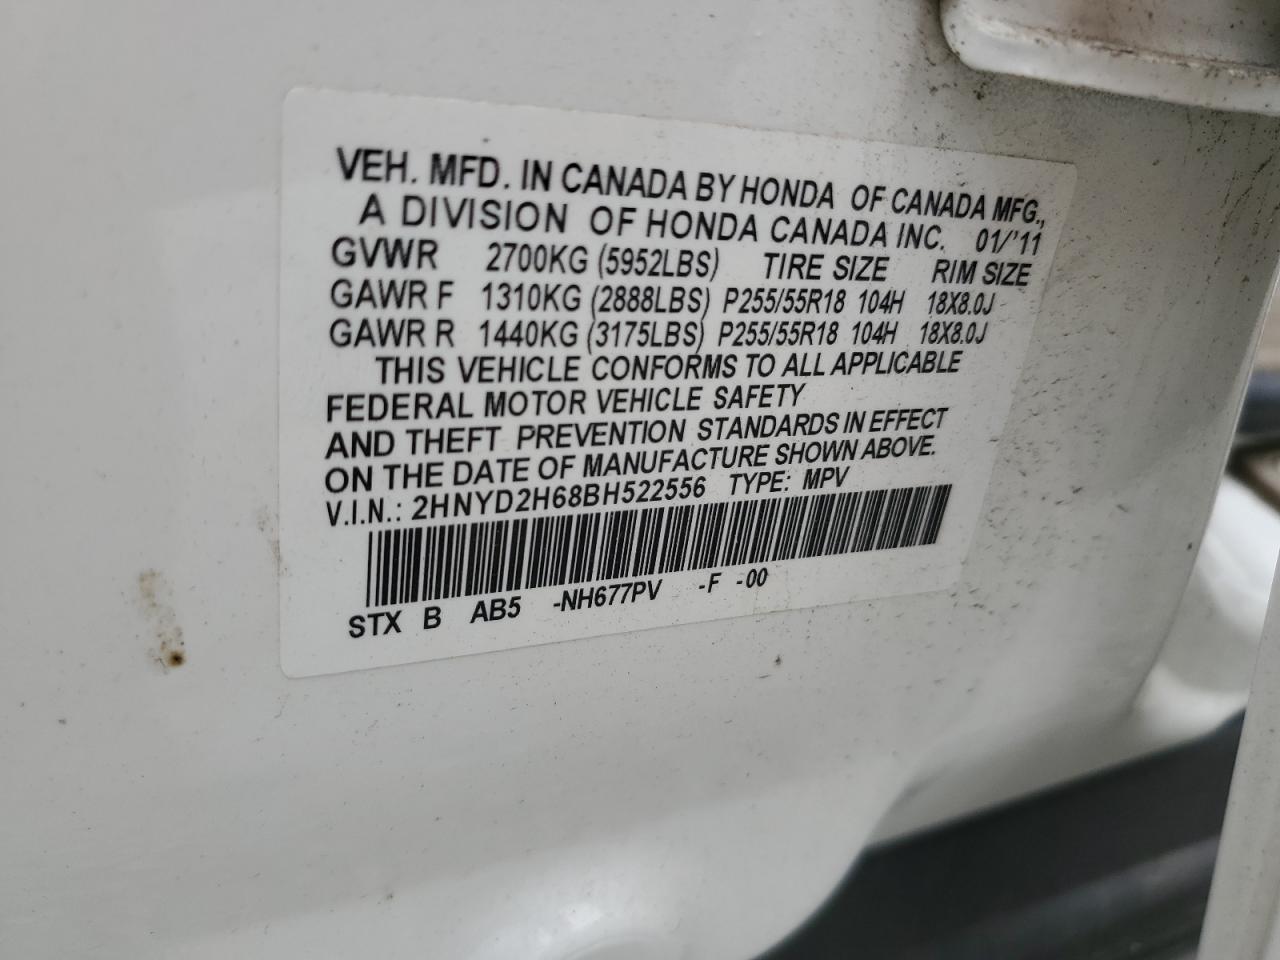 VEH. MFD. IN CANADA BY HONDA OF CANADA MFG.,
A DIVISION OF HONDA CANADA INC. 01/'11
GVWR 2700KG (5952LBS) TIRE SIZE RIM SIZE
GAWR F 1310KG (2888LBS) P255/55R18 104H 18X8.0J
GAWR R 1440KG (3175LBS) P255/55R18 104H 18X8.0J
THIS VEHICLE CONFORMS TO ALL APPLICABLE
FEDERAL MOTOR VEHICLE SAFETY
AND THEFT PREVENTION STANDARDS IN EFFECT
ON THE DATE OF MANUFACTURE SHOWN ABOVE.
V.I.N.: 2HNYD2H68BH522556 TYPE: MPV
STX B AB5 -NH677PV -F -00